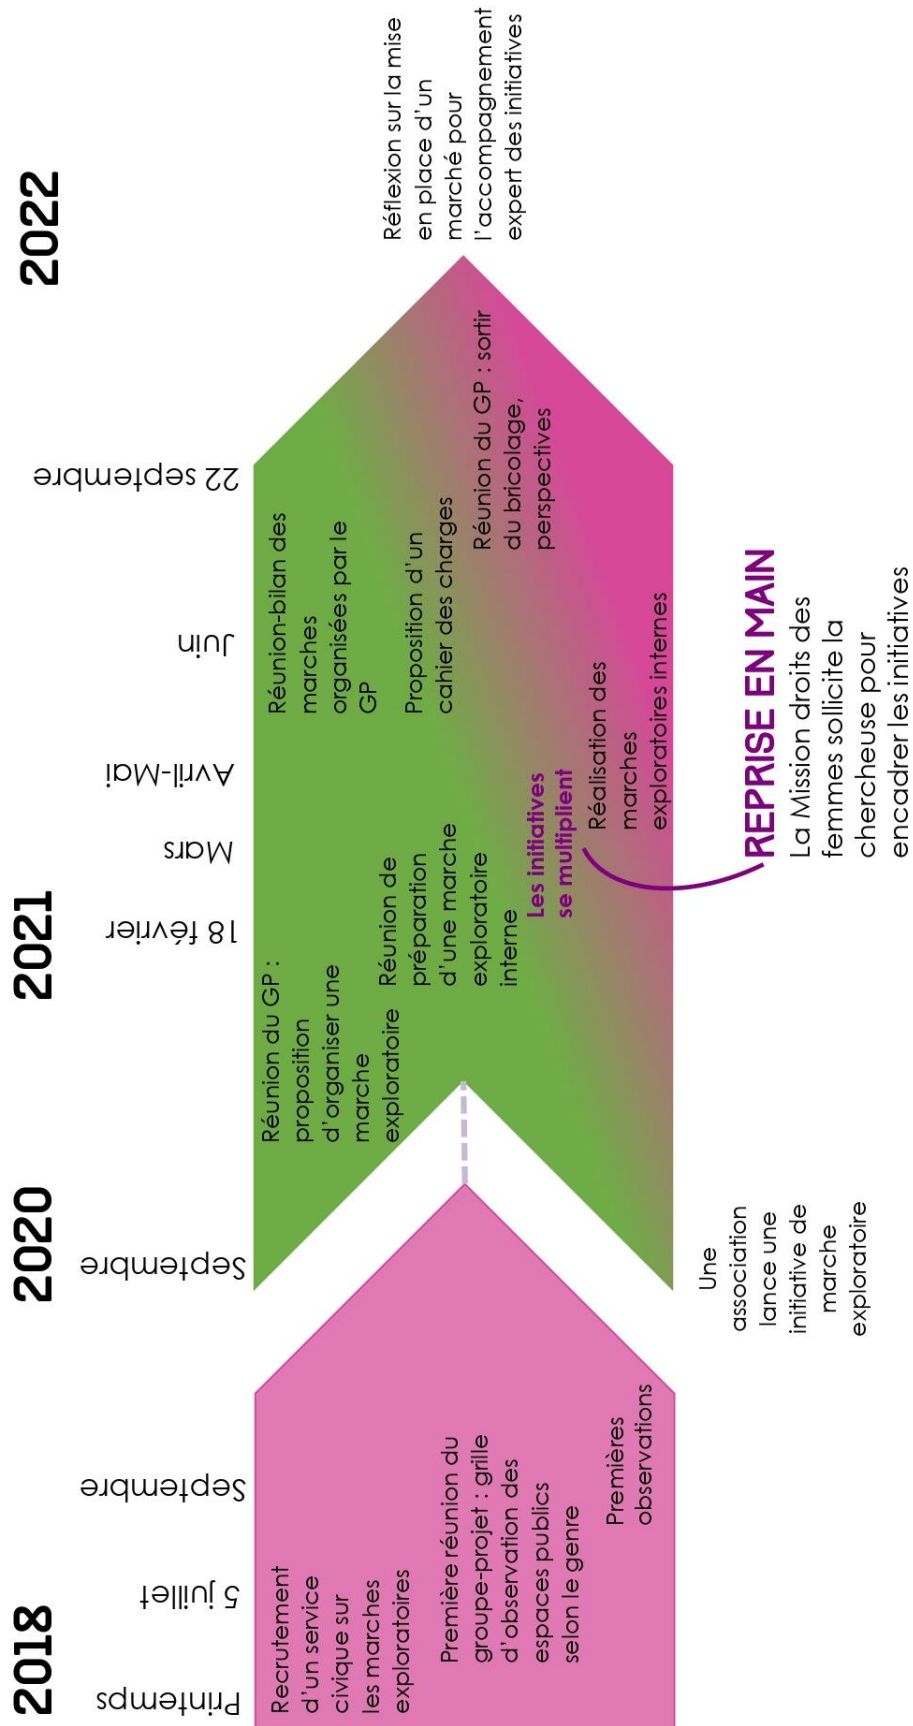 2018
2020
2021
2022
Printemps
5 juillet
Septembre
Septembre
18 février
Mars
Avril-Mai
Juin
22 septembre
Recrutement
d'un service
civique sur
les marches
exploratoires
Première réunion du
groupe-projet : grille
d'observation des
espaces publics
selon le genre
Premières
observations
Une
association
lance une
initiative de
marche
exploratoire
Réunion du GP :
proposition
d'organiser une
marche
exploratoire
Réunion de
préparation
d'une marche
exploratoire
interne
Les initiatives
se multiplient
Réalisation des
marches
exploratoires internes
REPRISE EN MAIN
La Mission droits des
femmes sollicite la
chercheuse pour
encadrer les initiatives
Réunion-bilan des
marches
organisées par le
GP
Proposition d'un
cahier des charges
Réunion du GP : sortir
du bricolage,
perspectives
Réflexion sur la mise
en place d'un
marché pour
l'accompagnement
expert des initiatives